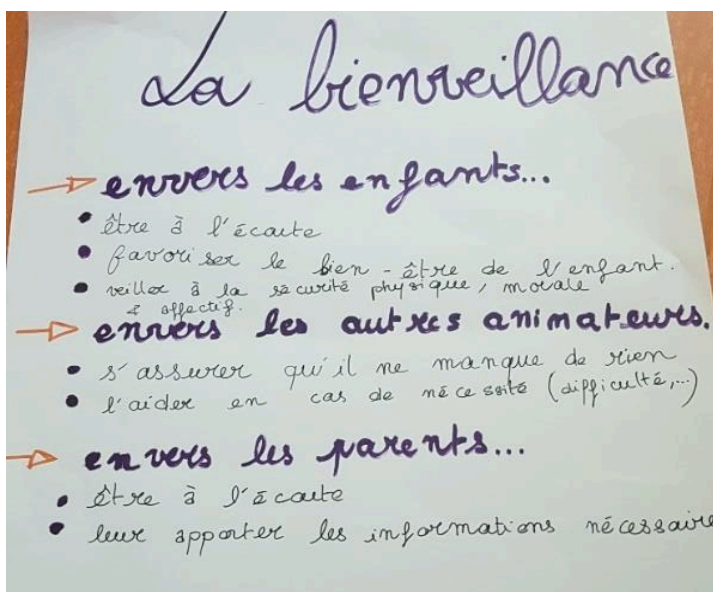 La bienveillance
→ envers les enfants...
• être à l'écoute
• favoriser le bien-être de l'enfant.
• veiller à la sécurité physique, morale
& affectif.
→ envers les autres animateurs.
• s'assurer qu'il ne manque de rien
• l'aider en cas de nécessité (difficulté,...)
→ envers les parents...
• être à l'écoute
• leur apporter les informations nécessaire